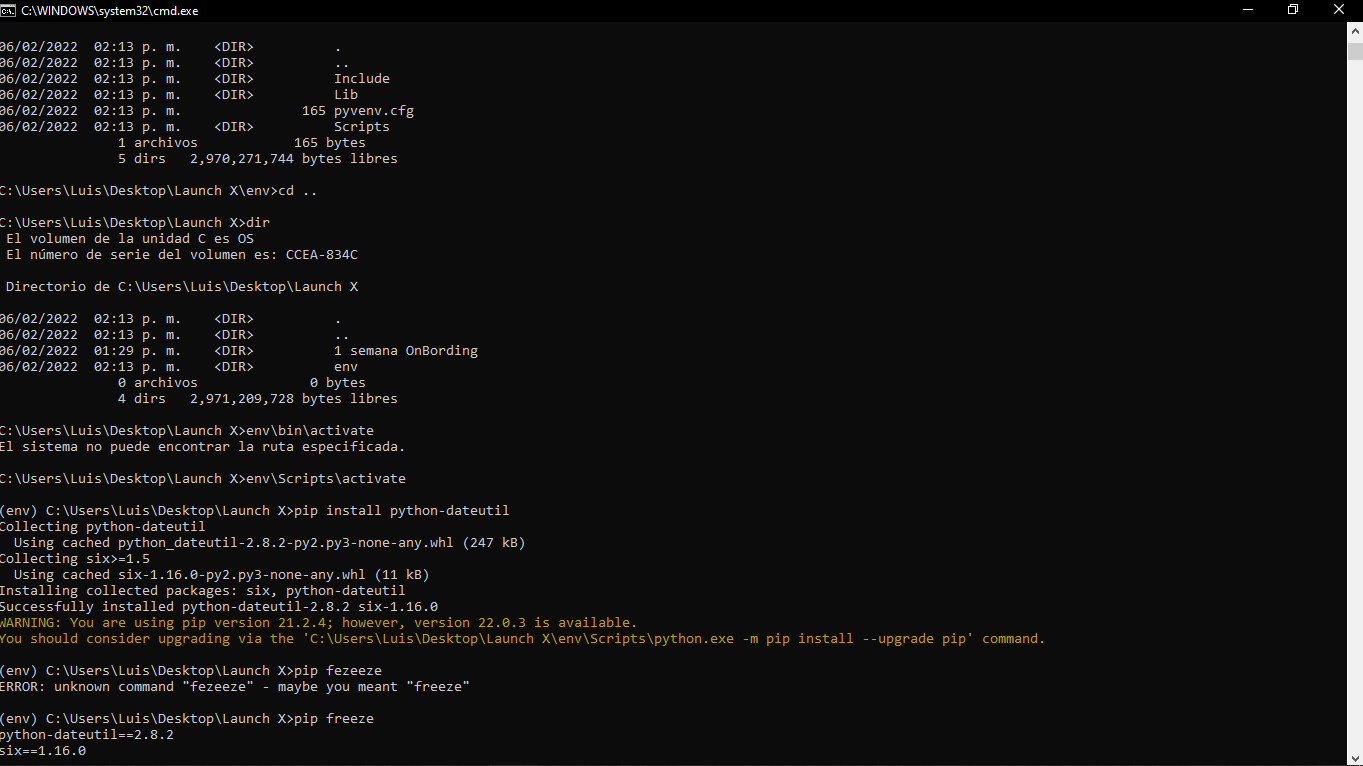 C:\WINDOWS\system32\cmd.exe
06/02/2022  02:13 p. m.    <DIR>          .
06/02/2022  02:13 p. m.    <DIR>          ..
06/02/2022  02:13 p. m.    <DIR>          Include
06/02/2022  02:13 p. m.    <DIR>          Lib
06/02/2022  02:13 p. m.               165 pyvenv.cfg
06/02/2022  02:13 p. m.    <DIR>          Scripts
               1 archivos            165 bytes
               5 dirs   2,970,271,744 bytes libres
C:\Users\Luis\Desktop\Launch X\env>cd ..
C:\Users\Luis\Desktop\Launch X>dir
 El volumen de la unidad C es OS
 El número de serie del volumen es: CCEA-834C
 Directorio de C:\Users\Luis\Desktop\Launch X
06/02/2022  02:13 p. m.    <DIR>          .
06/02/2022  02:13 p. m.    <DIR>          ..
06/02/2022  01:29 p. m.    <DIR>          1 semana OnBording
06/02/2022  02:13 p. m.    <DIR>          env
               0 archivos              0 bytes
               4 dirs   2,971,209,728 bytes libres
C:\Users\Luis\Desktop\Launch X>env\bin\activate
El sistema no puede encontrar la ruta especificada.
C:\Users\Luis\Desktop\Launch X>env\Scripts\activate
(env) C:\Users\Luis\Desktop\Launch X>pip install python-dateutil
Collecting python-dateutil
  Using cached python_dateutil-2.8.2-py2.py3-none-any.whl (247 kB)
Collecting six>=1.5
  Using cached six-1.16.0-py2.py3-none-any.whl (11 kB)
Installing collected packages: six, python-dateutil
Successfully installed python-dateutil-2.8.2 six-1.16.0
WARNING: You are using pip version 21.2.4; however, version 22.0.3 is available.
You should consider upgrading via the 'C:\Users\Luis\Desktop\Launch X\env\Scripts\python.exe -m pip install --upgrade pip' command.
(env) C:\Users\Luis\Desktop\Launch X>pip fezeeze
ERROR: unknown command "fezeeze" - maybe you meant "freeze"
(env) C:\Users\Luis\Desktop\Launch X>pip freeze
python-dateutil==2.8.2
six==1.16.0